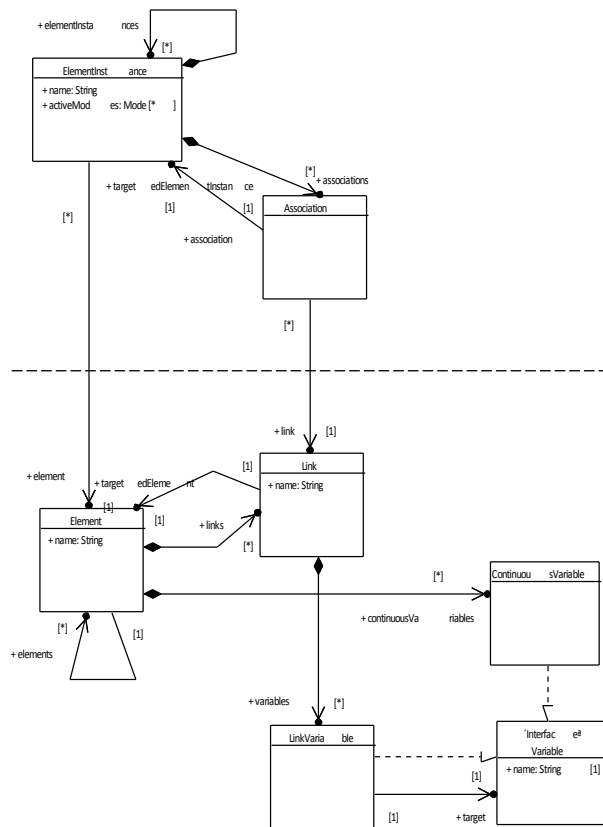 + elementInsta nces
[*]
ElementInst ance
+ name: String
+ activeMod es: Mode [* ]
[*]
+ associations
+ target edElemen tInstan ce
[1]
[1]
[*]
Association
+ association
[*]
+ link
[1]
+ element
+ target edEleme nt
[1]
Link
+ name: String
[1]
[1]
Element
+ name: String
+ links
[*]
[*]
Continuou sVariable
[*]
[1]
+ continuousVa riables
+ elements
+ variables
[*]
LinkVaria ble
´Interfac eª
Variable
+ name: String
[1]
[1]
[1]
+ target